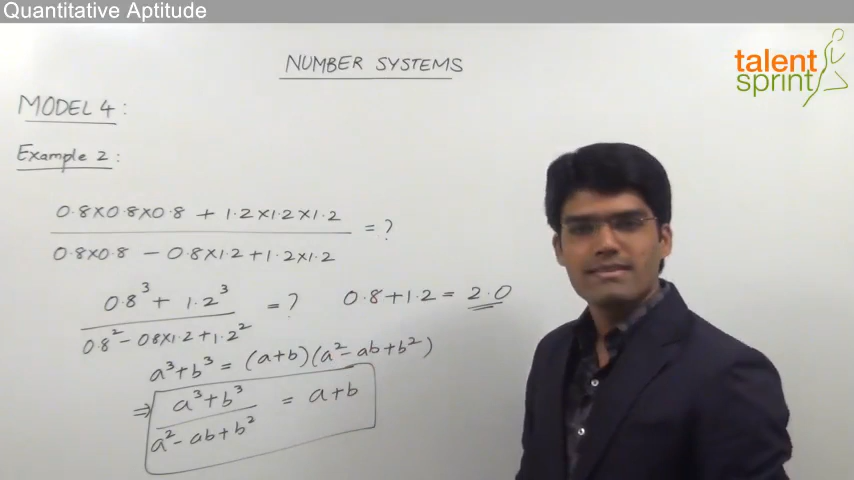 Quantitative Aptitude
NUMBER SYSTEMS
talent
sprint
MODEL 4 :
Example 2 :
0.8×0.8×0.8 + 1.2×1.2×1.2
= ?
0.8×0.8 - 0.8×1.2 + 1.2×1.2
0.8³ + 1.2³
= ? 0.8+1.2 = 2.0
0.8² - 0.8×1.2 + 1.2²
a³+b³ = (a+b)(a²-ab+b²)
⇒ a³+b³
= a+b
a²-ab+b²